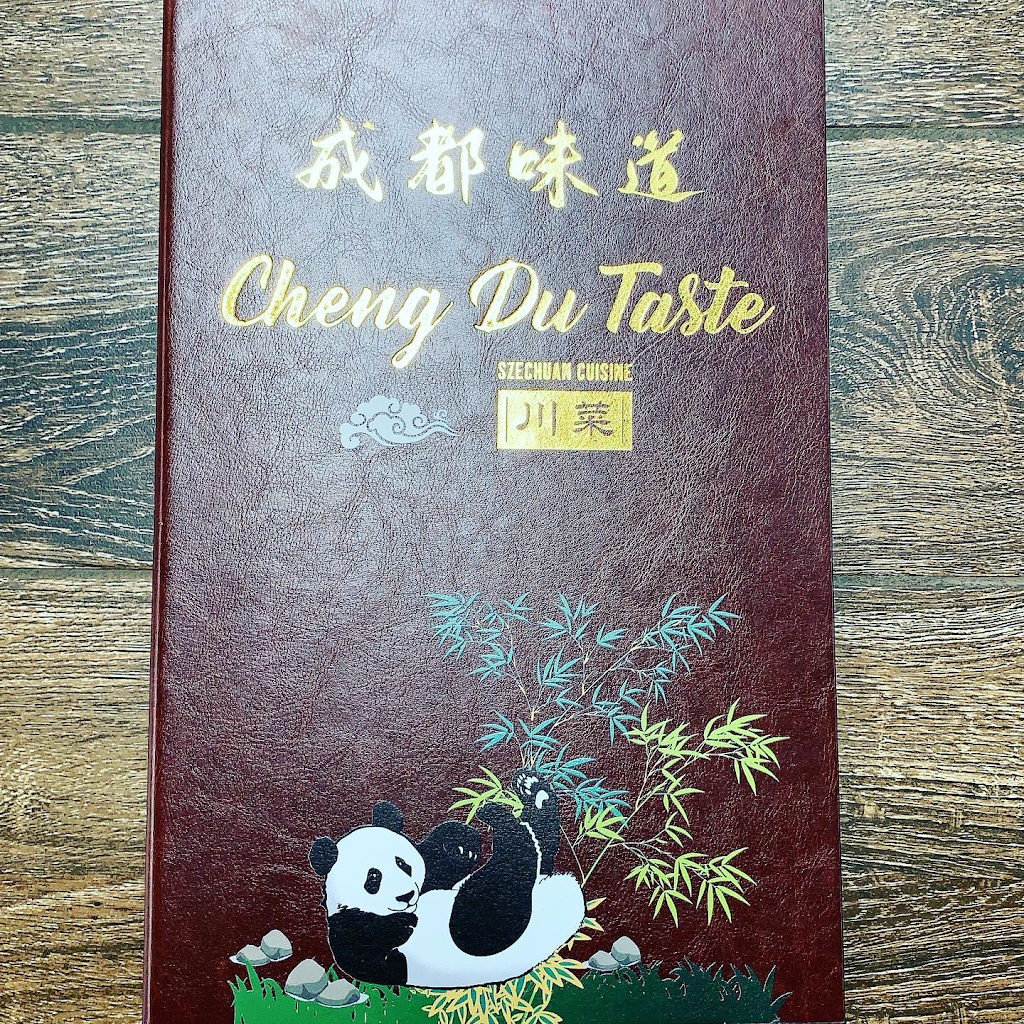 成都味道
Cheng Du Taste
SZECHUAN CUISINE
川菜